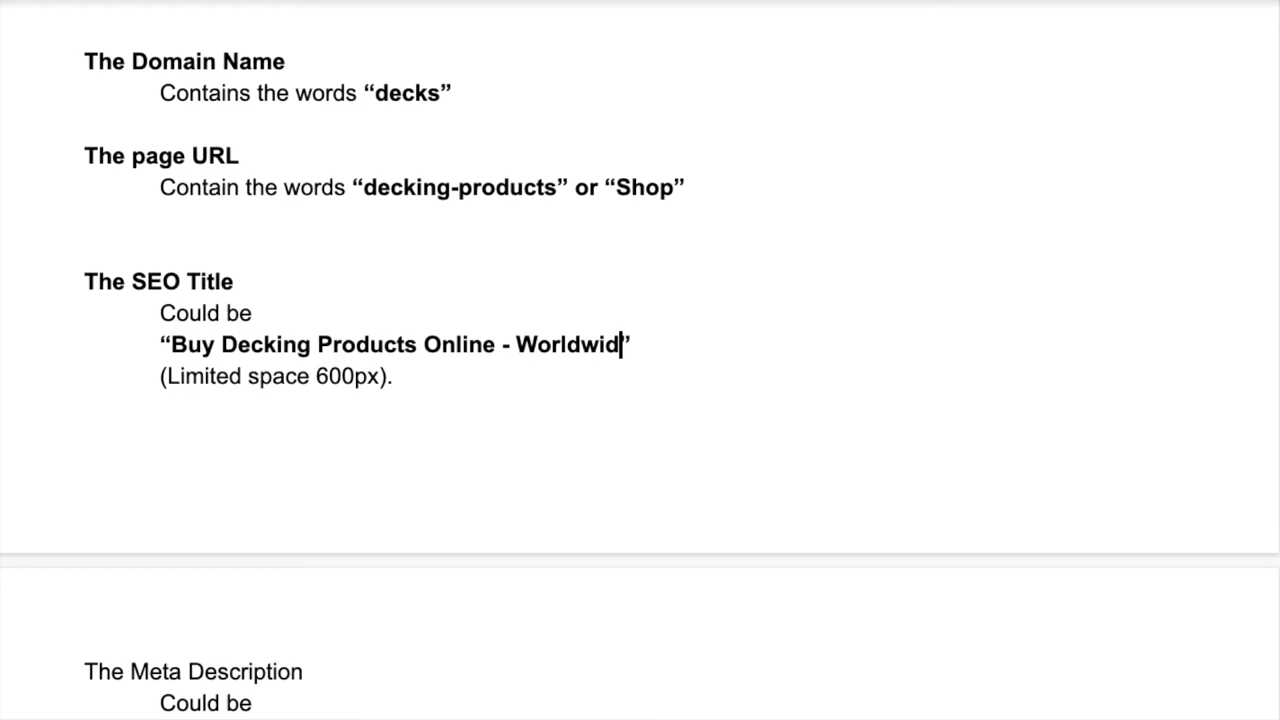 The Domain Name
Contains the words “decks”
The page URL
Contain the words “decking-products” or “Shop”
The SEO Title
Could be
“Buy Decking Products Online - Worldwid”
(Limited space 600px).
The Meta Description
Could be